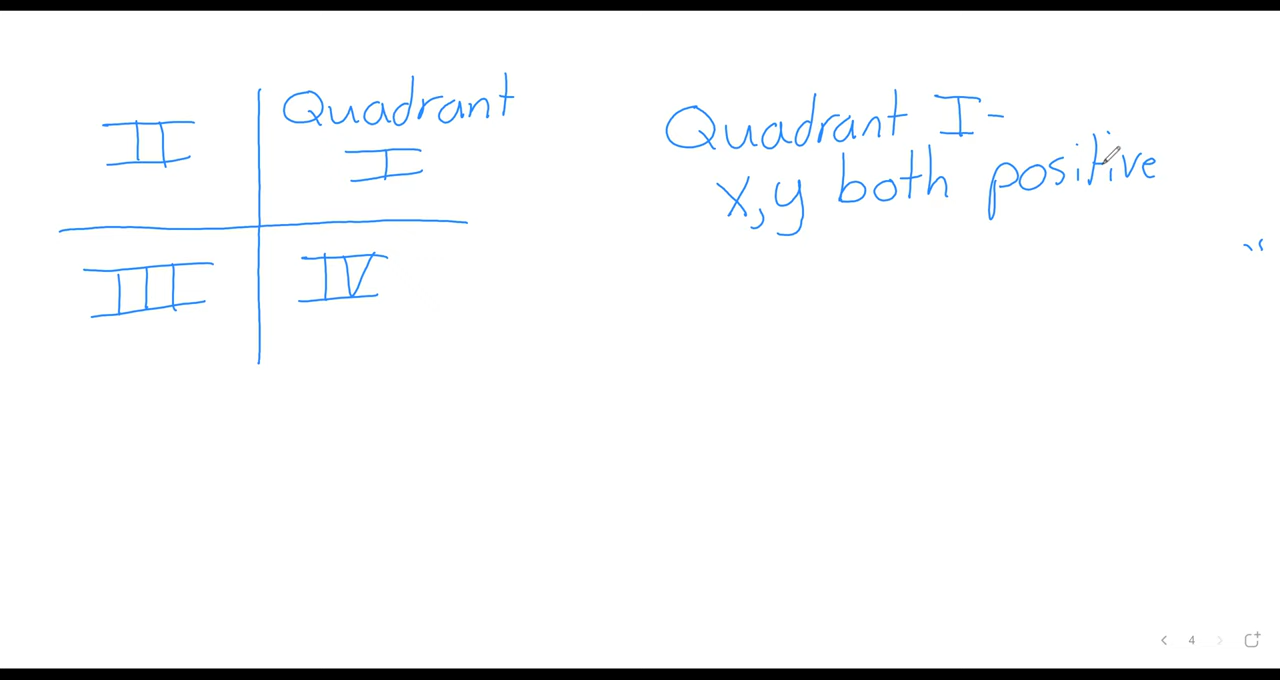 II
Quadrant
I
III
IV
Quadrant I-
x,y both positive
4